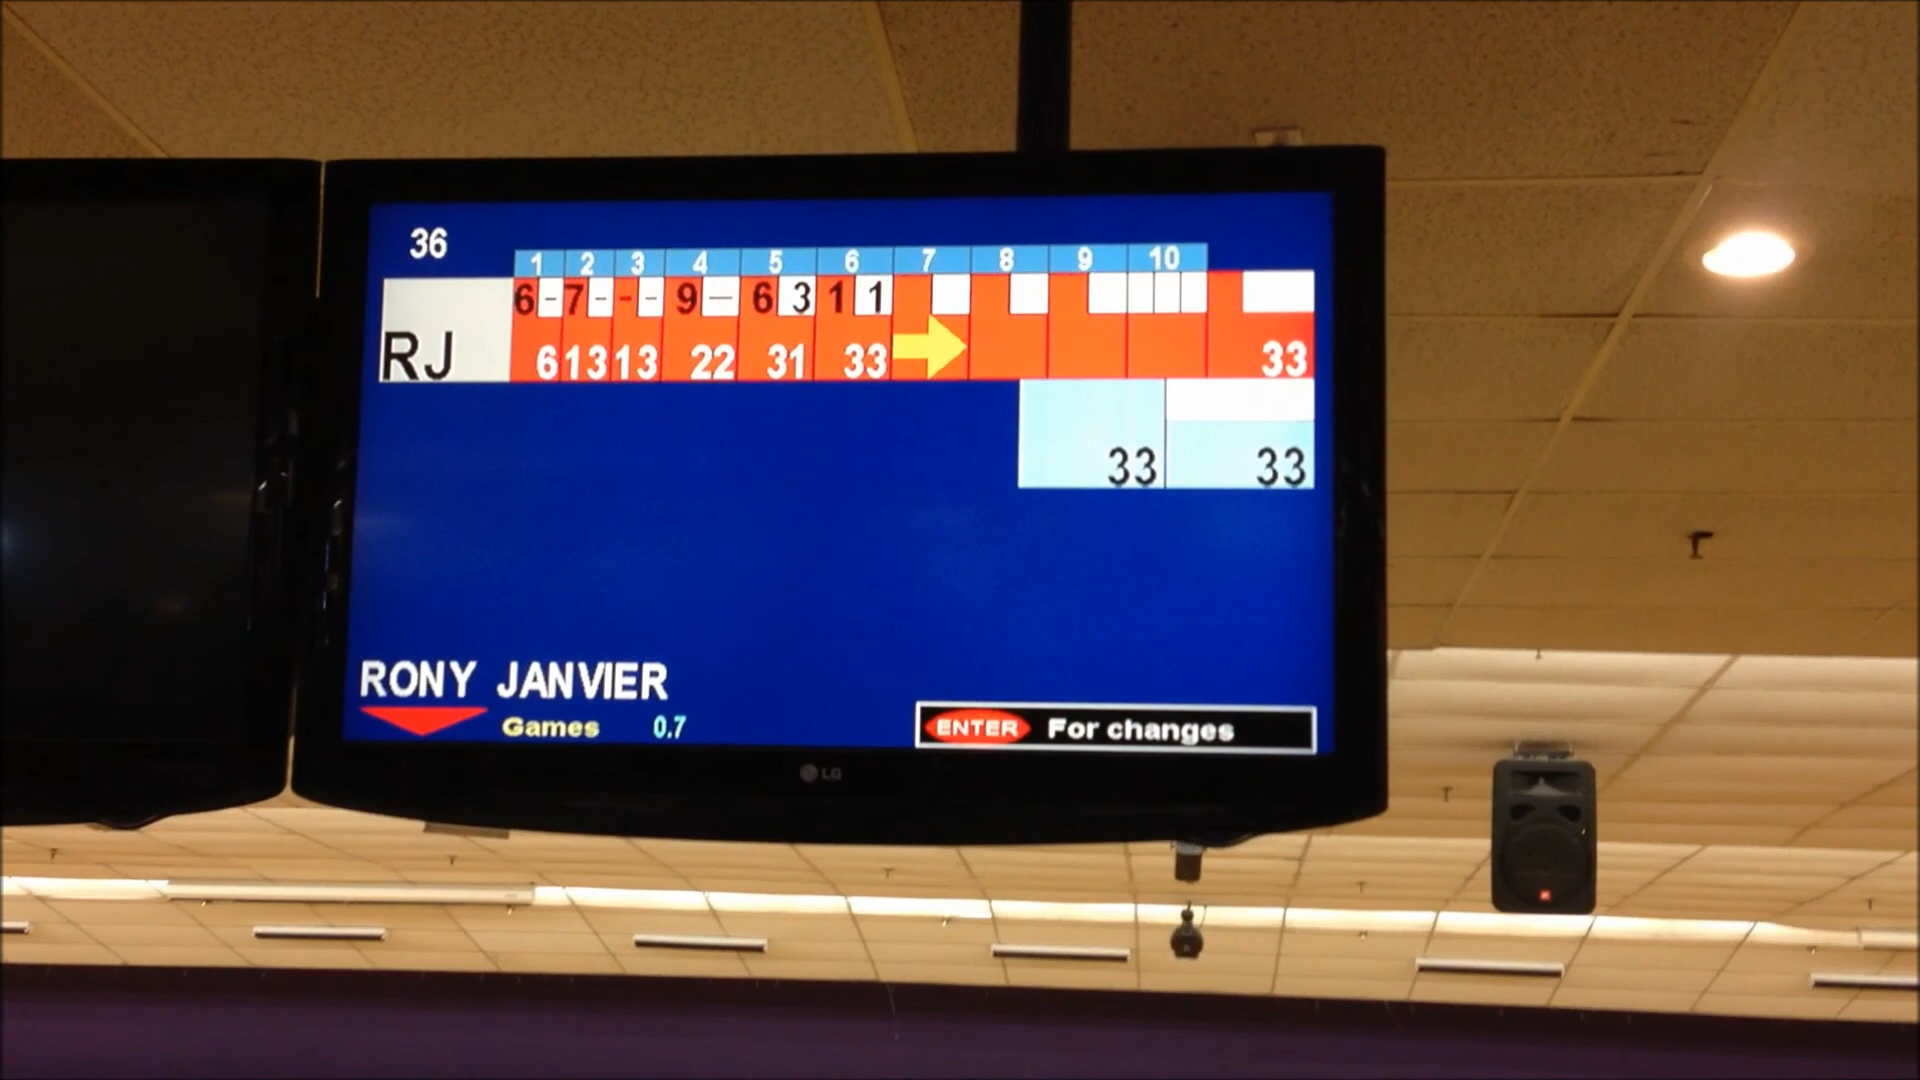 36
1 2 3 4 5 6 7 8 9 10
6 - 7 - - - 9 - 6 3 1 1
RJ 6 13 13 22 31 33 33
33 33
RONY JANVIER
Games 0.7
ENTER For changes
LG